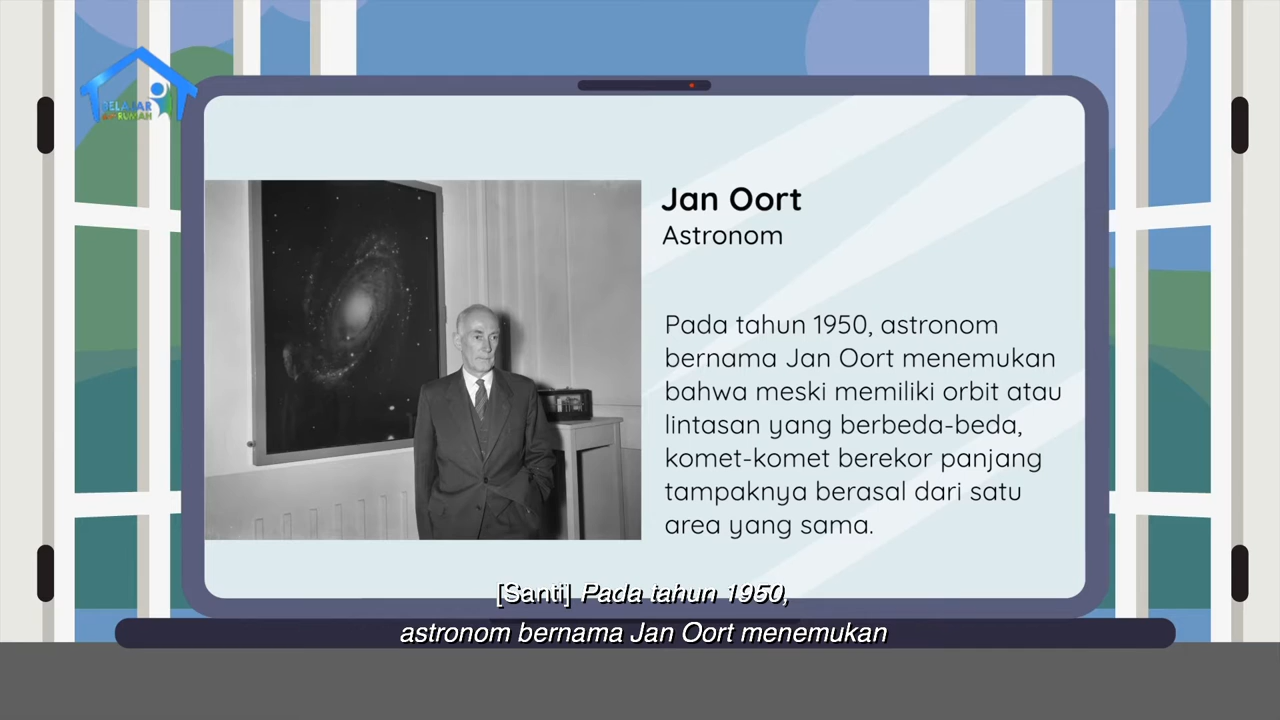 BELAJAR
RUMAH
Jan Oort
Astronom
Pada tahun 1950, astronom
bernama Jan Oort menemukan
bahwa meski memiliki orbit atau
lintasan yang berbeda-beda,
komet-komet berekor panjang
tampaknya berasal dari satu
area yang sama.
[Santi] Pada tahun 1950,
astronom bernama Jan Oort menemukan